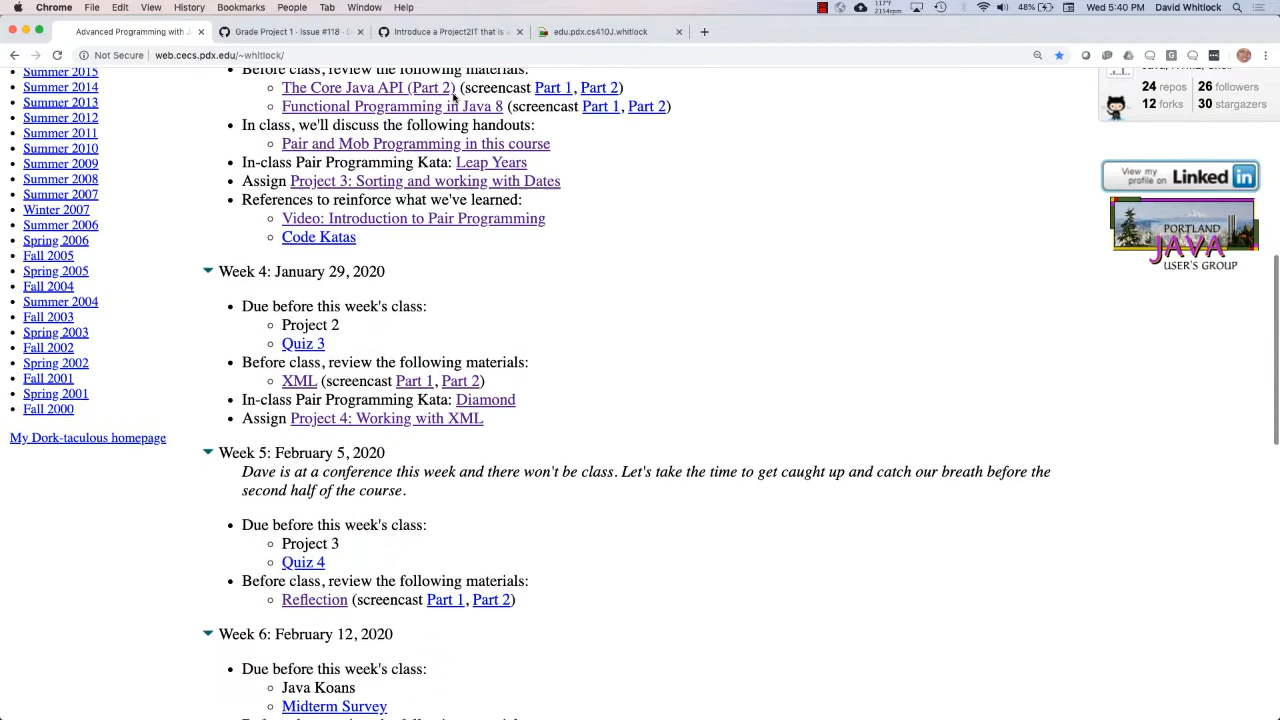 Chrome File Edit View History Bookmarks People Tab Window Help
117°
2154 rpm
48%
Wed 5:40 PM David Whitlock
Advanced Programming with Ja
Grade Project 1 · Issue #118 · D
Introduce a Project2IT that is a
edu.pdx.cs410J.whitlock
Not Secure | web.cecs.pdx.edu/~whitlock/
Summer 2015
Summer 2014
Summer 2013
Summer 2012
Summer 2011
Summer 2010
Summer 2009
Summer 2008
Summer 2007
Winter 2007
Summer 2006
Spring 2006
Fall 2005
Spring 2005
Fall 2004
Summer 2004
Fall 2003
Spring 2003
Fall 2002
Spring 2002
Fall 2001
Spring 2001
Fall 2000
My Dork-taculous homepage
Before class, review the following materials:
The Core Java API (Part 2) (screencast Part 1, Part 2)
Functional Programming in Java 8 (screencast Part 1, Part 2)
In class, we'll discuss the following handouts:
Pair and Mob Programming in this course
In-class Pair Programming Kata: Leap Years
Assign Project 3: Sorting and working with Dates
References to reinforce what we've learned:
Video: Introduction to Pair Programming
Code Katas
Week 4: January 29, 2020
Due before this week's class:
Project 2
Quiz 3
Before class, review the following materials:
XML (screencast Part 1, Part 2)
In-class Pair Programming Kata: Diamond
Assign Project 4: Working with XML
Week 5: February 5, 2020
Dave is at a conference this week and there won't be class. Let's take the time to get caught up and catch our breath before the
second half of the course.
Due before this week's class:
Project 3
Quiz 4
Before class, review the following materials:
Reflection (screencast Part 1, Part 2)
Week 6: February 12, 2020
Due before this week's class:
Java Koans
Midterm Survey
24 repos 26 followers
12 forks 30 stargazers
View my
profile on Linked in
PORTLAND
JAVA
USER'S GROUP